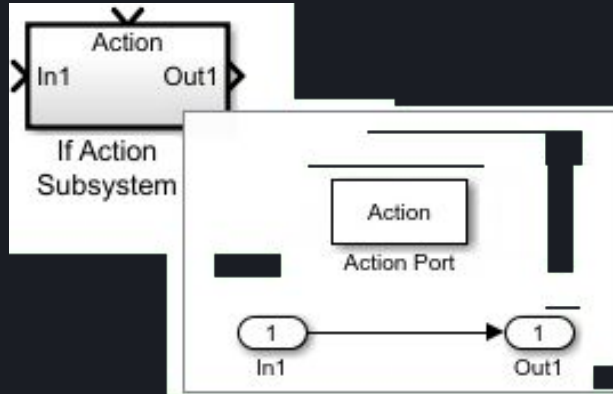 Action
In1 Out1
If Action
Subsystem
Action
Action Port
1 1
In1 Out1